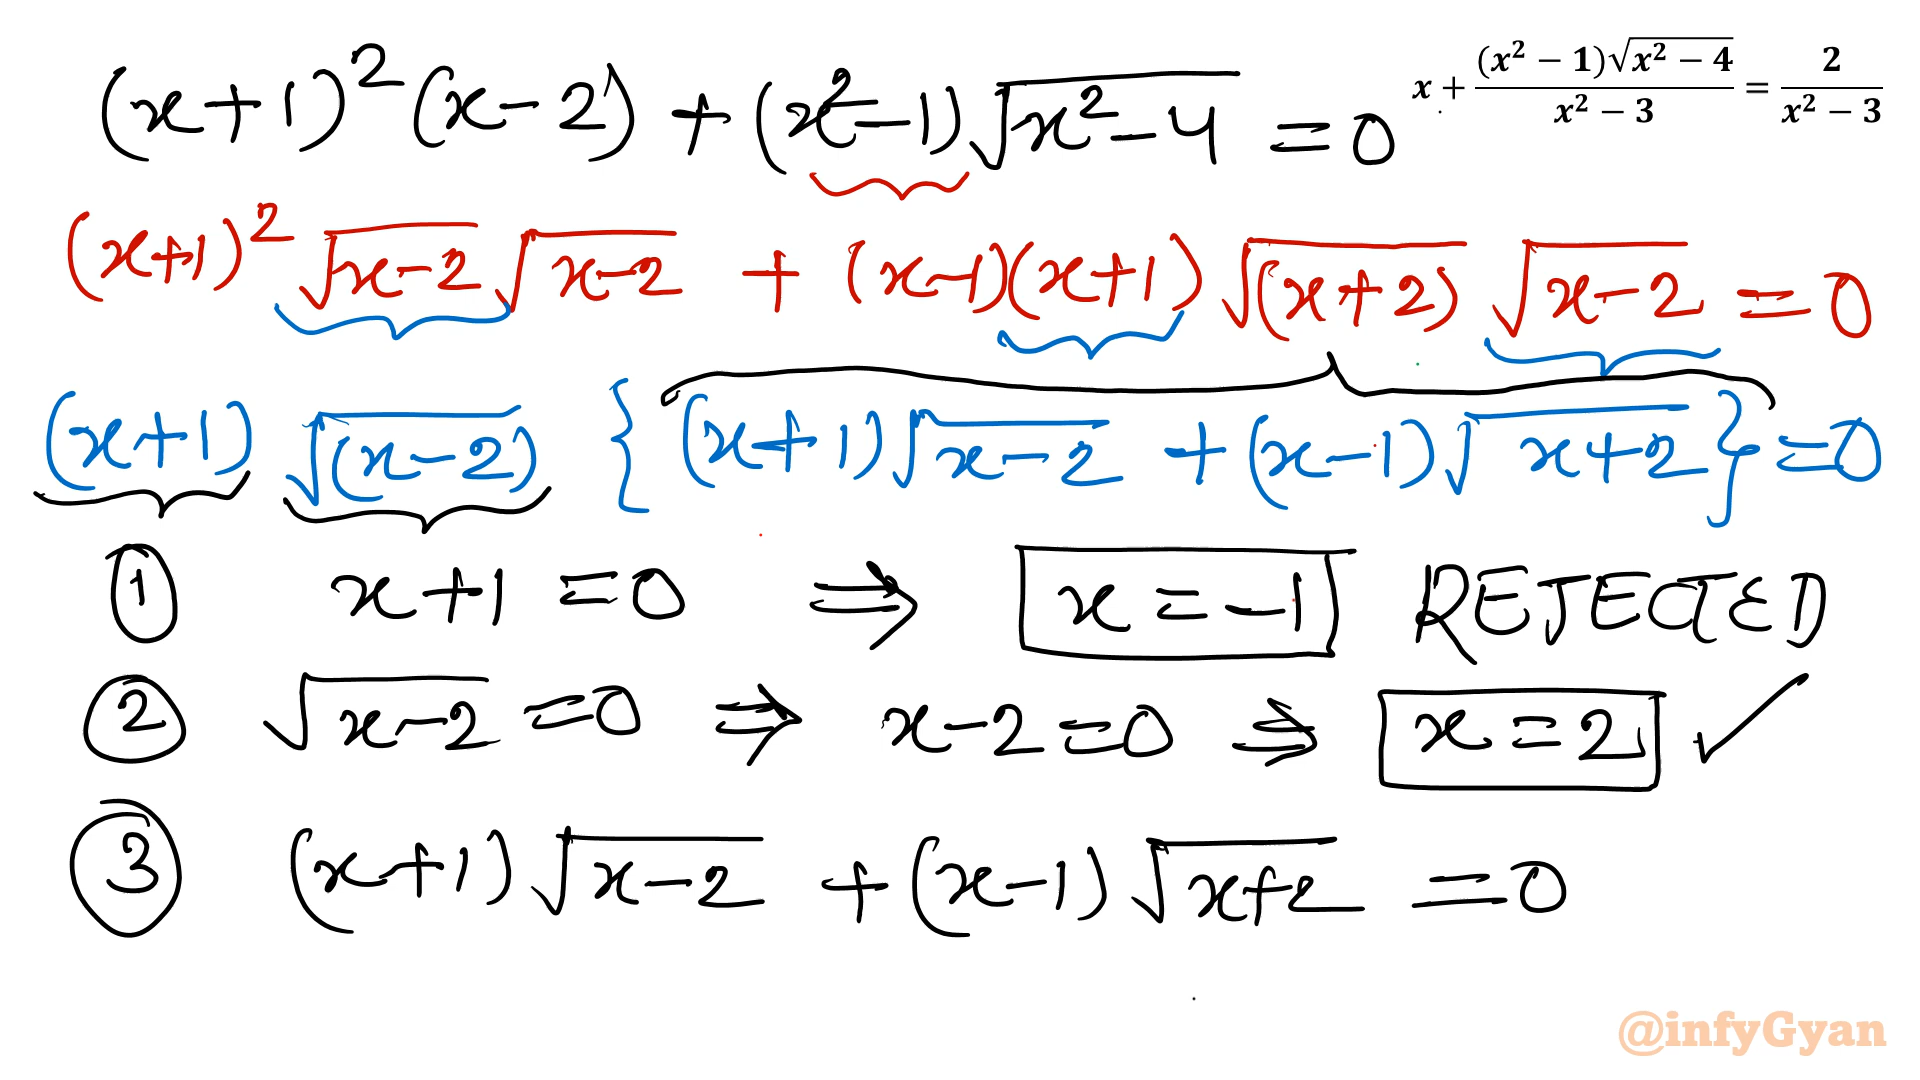 (x+1)² (x-2) + (x²-1) √(x²-4) = 0
x + (x² − 1)√(x² − 4) / (x² − 3) = 2 / (x² − 3)
(x+1)² √(x-2) √(x-2) + (x-1)(x+1) √((x+2)) √(x-2) = 0
(x+1) √((x-2)) { (x+1)√(x-2) + (x-1)√(x+2) } = 0
① x+1 = 0 ⇒ x = -1 REJECTED
② √(x-2) = 0 ⇒ x-2 = 0 ⇒ x = 2 ✓
③ (x+1) √(x-2) + (x-1) √(x+2) = 0
@infyGyan